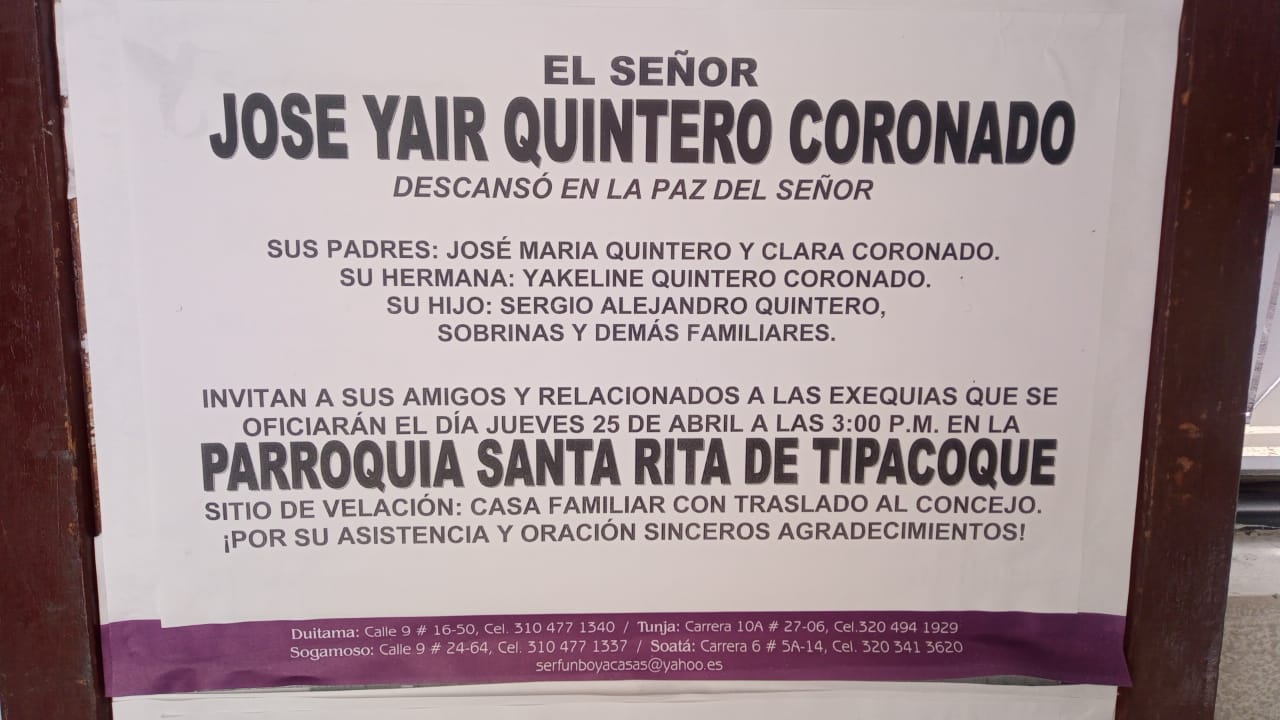 EL SEÑOR
JOSE YAIR QUINTERO CORONADO
DESCANSÓ EN LA PAZ DEL SEÑOR
SUS PADRES: JOSÉ MARIA QUINTERO Y CLARA CORONADO.
SU HERMANA: YAKELINE QUINTERO CORONADO.
SU HIJO: SERGIO ALEJANDRO QUINTERO,
SOBRINAS Y DEMÁS FAMILIARES.
INVITAN A SUS AMIGOS Y RELACIONADOS A LAS EXEQUIAS QUE SE
OFICIARÁN EL DÍA JUEVES 25 DE ABRIL A LAS 3:00 P.M. EN LA
PARROQUIA SANTA RITA DE TIPACOQUE
SITIO DE VELACIÓN: CASA FAMILIAR CON TRASLADO AL CONCEJO.
¡POR SU ASISTENCIA Y ORACIÓN SINCEROS AGRADECIMIENTOS!
Duitama: Calle 9 # 16-50, Cel. 310 477 1340 / Tunja: Carrera 10A # 27-06, Cel.320 494 1929
Sogamoso: Calle 9 # 24-64, Cel. 310 477 1337 / Soatá: Carrera 6 # 5A-14, Cel. 320 341 3620
serfunboyacasas@yahoo.es